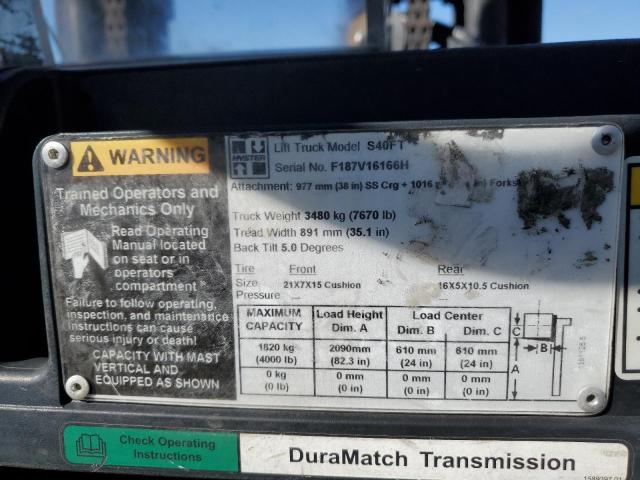 WARNING
Trained Operators and
Mechanics Only
Read Operating
Manual located
on seat or in
operators
compartment
Failure to follow operating,
inspection, and maintenance
instructions can cause
serious injury or death!
CAPACITY WITH MAST
VERTICAL AND
EQUIPPED AS SHOWN
HYSTER
Lift Truck Model S40FT
Serial No. F187V16166H
Attachment: 977 mm (38 in) SS Crg + 1016 in) Forks
Truck Weight 3480 kg (7670 lb)
Tread Width 891 mm (35.1 in)
Back Tilt 5.0 Degrees
Tire Front Rear
Size 21X7X15 Cushion 16X5X10.5 Cushion
Pressure — —
MAXIMUM CAPACITY Load Height Dim. A Load Center Dim. B Dim. C
1820 kg (4000 lb) 2090mm (82.3 in) 610 mm (24 in) 610 mm (24 in)
0 kg (0 lb) 0 mm (0 in) 0 mm (0 in) 0 mm (0 in)
C
B
A
Check Operating
Instructions
DuraMatch Transmission